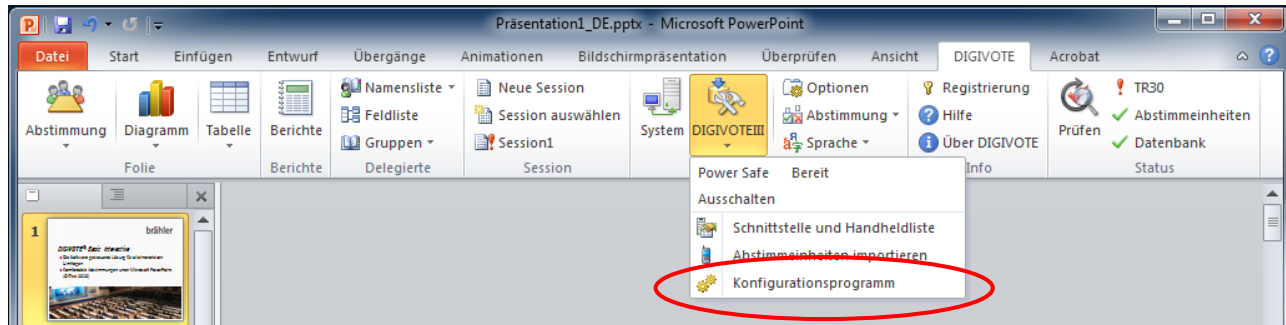 Präsentation1_DE.pptx - Microsoft PowerPoint
Datei Start Einfügen Entwurf Übergänge Animationen Bildschirmpräsentation Überprüfen Ansicht DIGIVOTE Acrobat
Namensliste Neue Session Optionen Registrierung TR30
Feldliste Session auswählen Abstimmung Hilfe Abstimmeinheiten
Abstimmung Diagramm Tabelle Berichte System DIGIVOTEIII Prüfen
Gruppen Session1 Sprache Über DIGIVOTE Datenbank
Folie Berichte Delegierte Session Info Status
Power Safe Bereit
Ausschalten
Schnittstelle und Handheldliste
Abstimmeinheiten importieren
Konfigurationsprogramm
1
brähler
DIGIVOTE® Basic Interactive